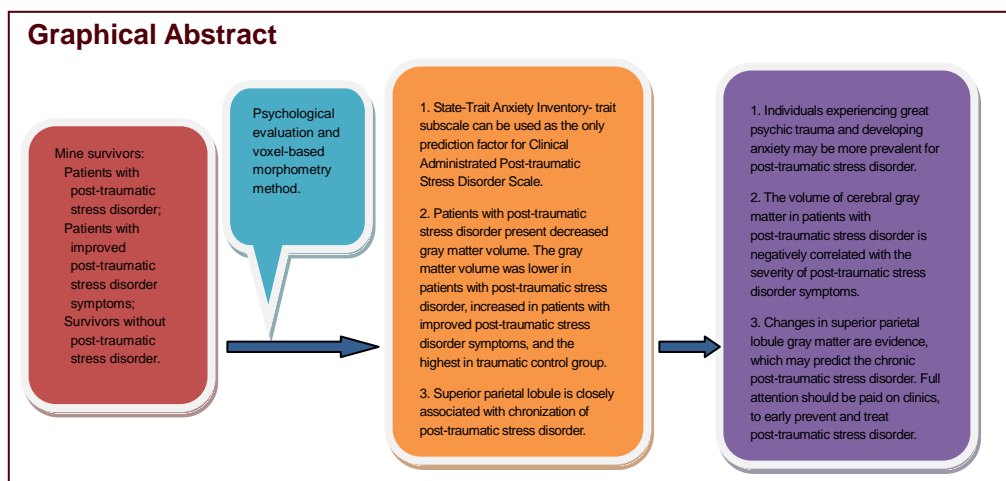 Graphical Abstract
Mine survivors:
Patients with
post-traumatic
stress disorder;
Patients with
improved
post-traumatic
stress disorder
symptoms;
Survivors without
post-traumatic
stress disorder.
Psychological
evaluation and
voxel-based
morphometry
method.
1. State-Trait Anxiety Inventory- trait
subscale can be used as the only
prediction factor for Clinical
Administrated Post-traumatic
Stress Disorder Scale.
2. Patients with post-traumatic
stress disorder present decreased
gray matter volume. The gray
matter volume was lower in
patients with post-traumatic stress
disorder, increased in patients with
improved post-traumatic stress
disorder symptoms, and the
highest in traumatic control group.
3. Superior parietal lobule is closely
associated with chronization of
post-traumatic stress disorder.
1. Individuals experiencing great
psychic trauma and developing
anxiety may be more prevalent for
post-traumatic stress disorder.
2. The volume of cerebral gray
matter in patients with
post-traumatic stress disorder is
negatively correlated with the
severity of post-traumatic stress
disorder symptoms.
3. Changes in superior parietal
lobule gray matter are evidence,
which may predict the chronic
post-traumatic stress disorder. Full
attention should be paid on clinics,
to early prevent and treat
post-traumatic stress disorder.